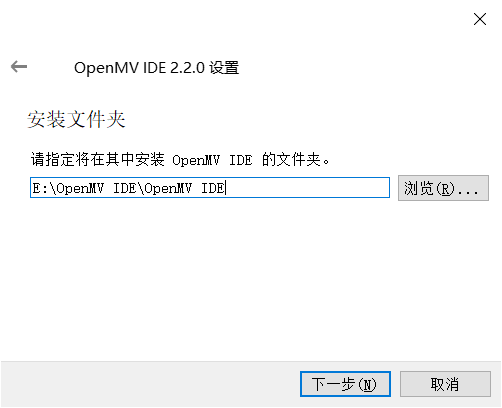 OpenMV IDE 2.2.0 设置
安装文件夹
请指定将在其中安装 OpenMV IDE 的文件夹。
E:\OpenMV IDE\OpenMV IDE
浏览(R)...
下一步(N)
取消